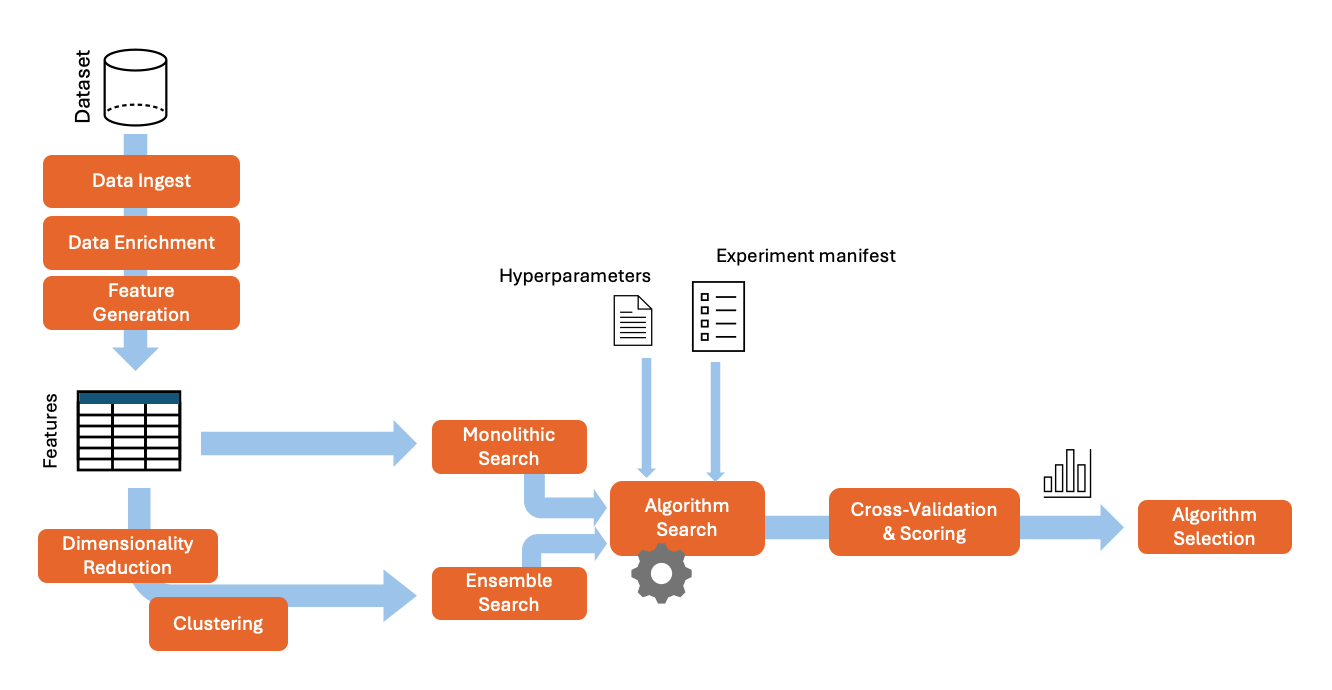 Dataset
Data Ingest
Data Enrichment
Feature
Generation
Features
Hyperparameters
Experiment manifest
Monolithic
Search
Dimensionality
Reduction
Clustering
Ensemble
Search
Algorithm
Search
Cross-Validation
& Scoring
Algorithm
Selection